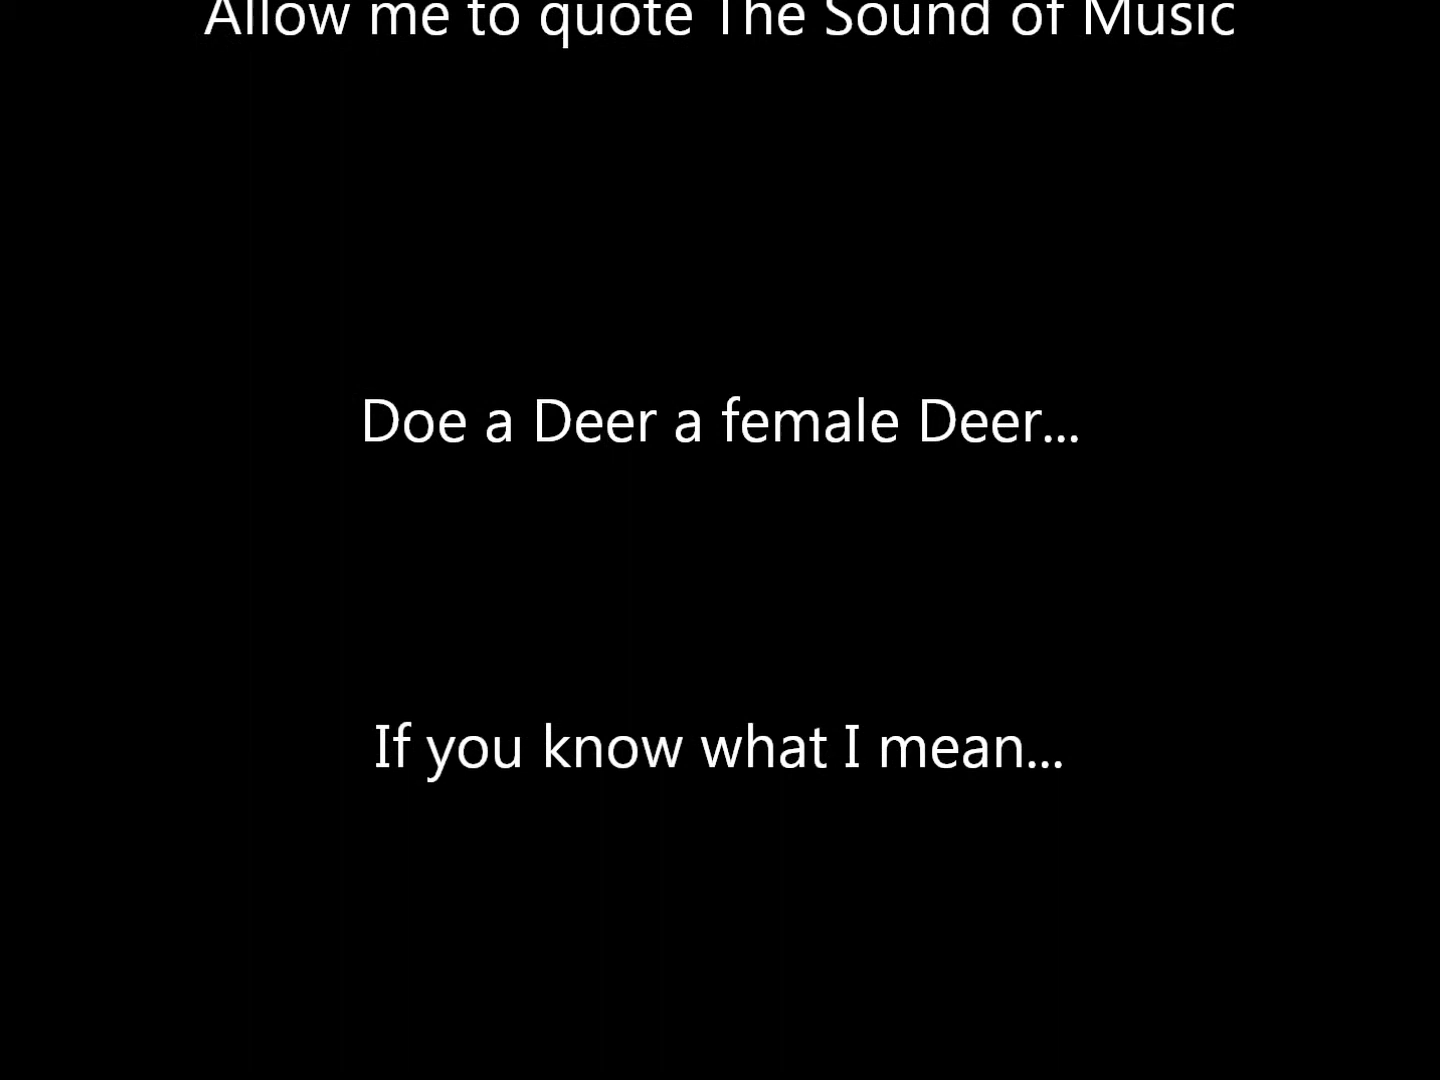 Allow me to quote The Sound of Music
Doe a Deer a female Deer...
If you know what I mean...